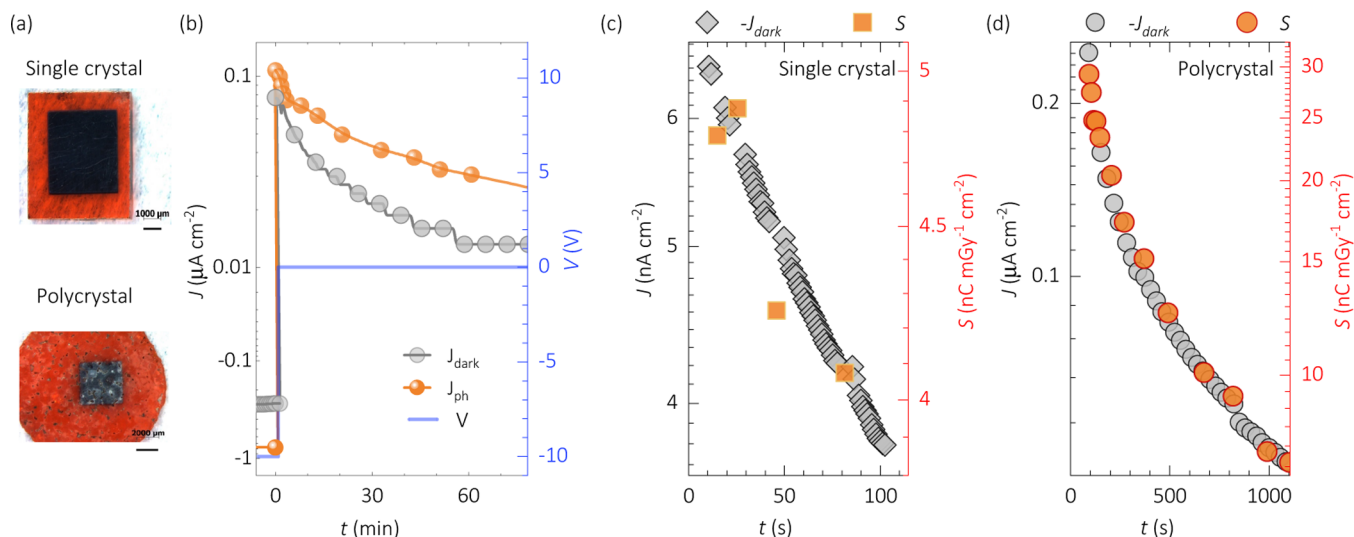 (a)
Single crystal
1000 µm
Polycrystal
2000 µm
(b)
0.1
0.01
-0.1
-1
J (µA cm⁻²)
0
30
60
t (min)
10
5
0
-5
-10
V (V)
J_dark
J_ph
V
(c)
-J_dark
S
Single crystal
6
5
4
J (nA cm⁻²)
0
50
100
t (s)
5
4
S (nC mGy⁻¹ cm⁻²)
(d)
-J_dark
S
Polycrystal
0.2
0.1
J (µA cm⁻²)
0
500
1000
t (s)
30
25
20
15
10
S (nC mGy⁻¹ cm⁻²)